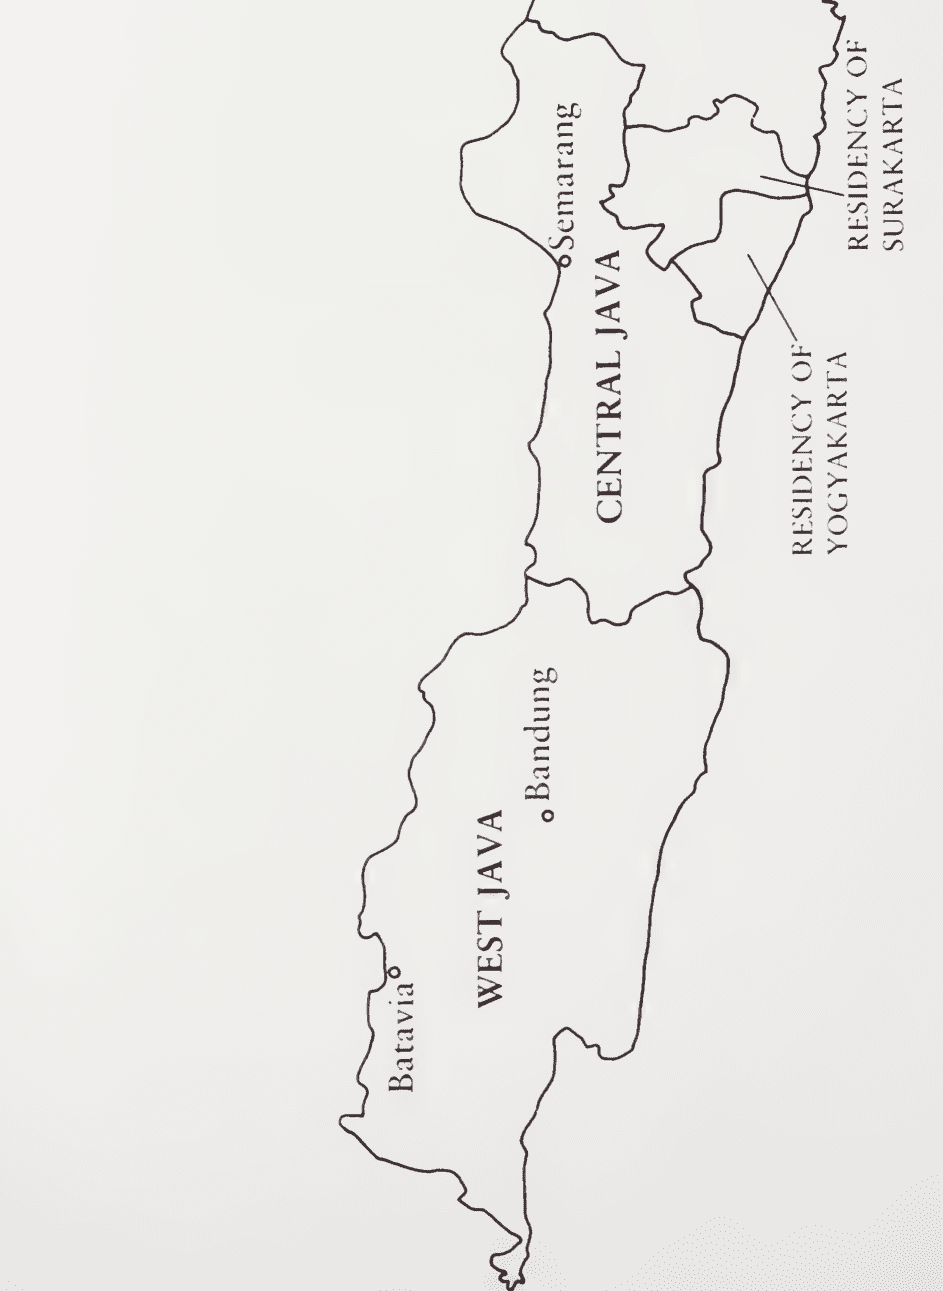 Batavia
WEST JAVA
Bandung
CENTRAL JAVA
Semarang
RESIDENCY OF
YOGYAKARTA
RESIDENCY OF
SURAKARTA